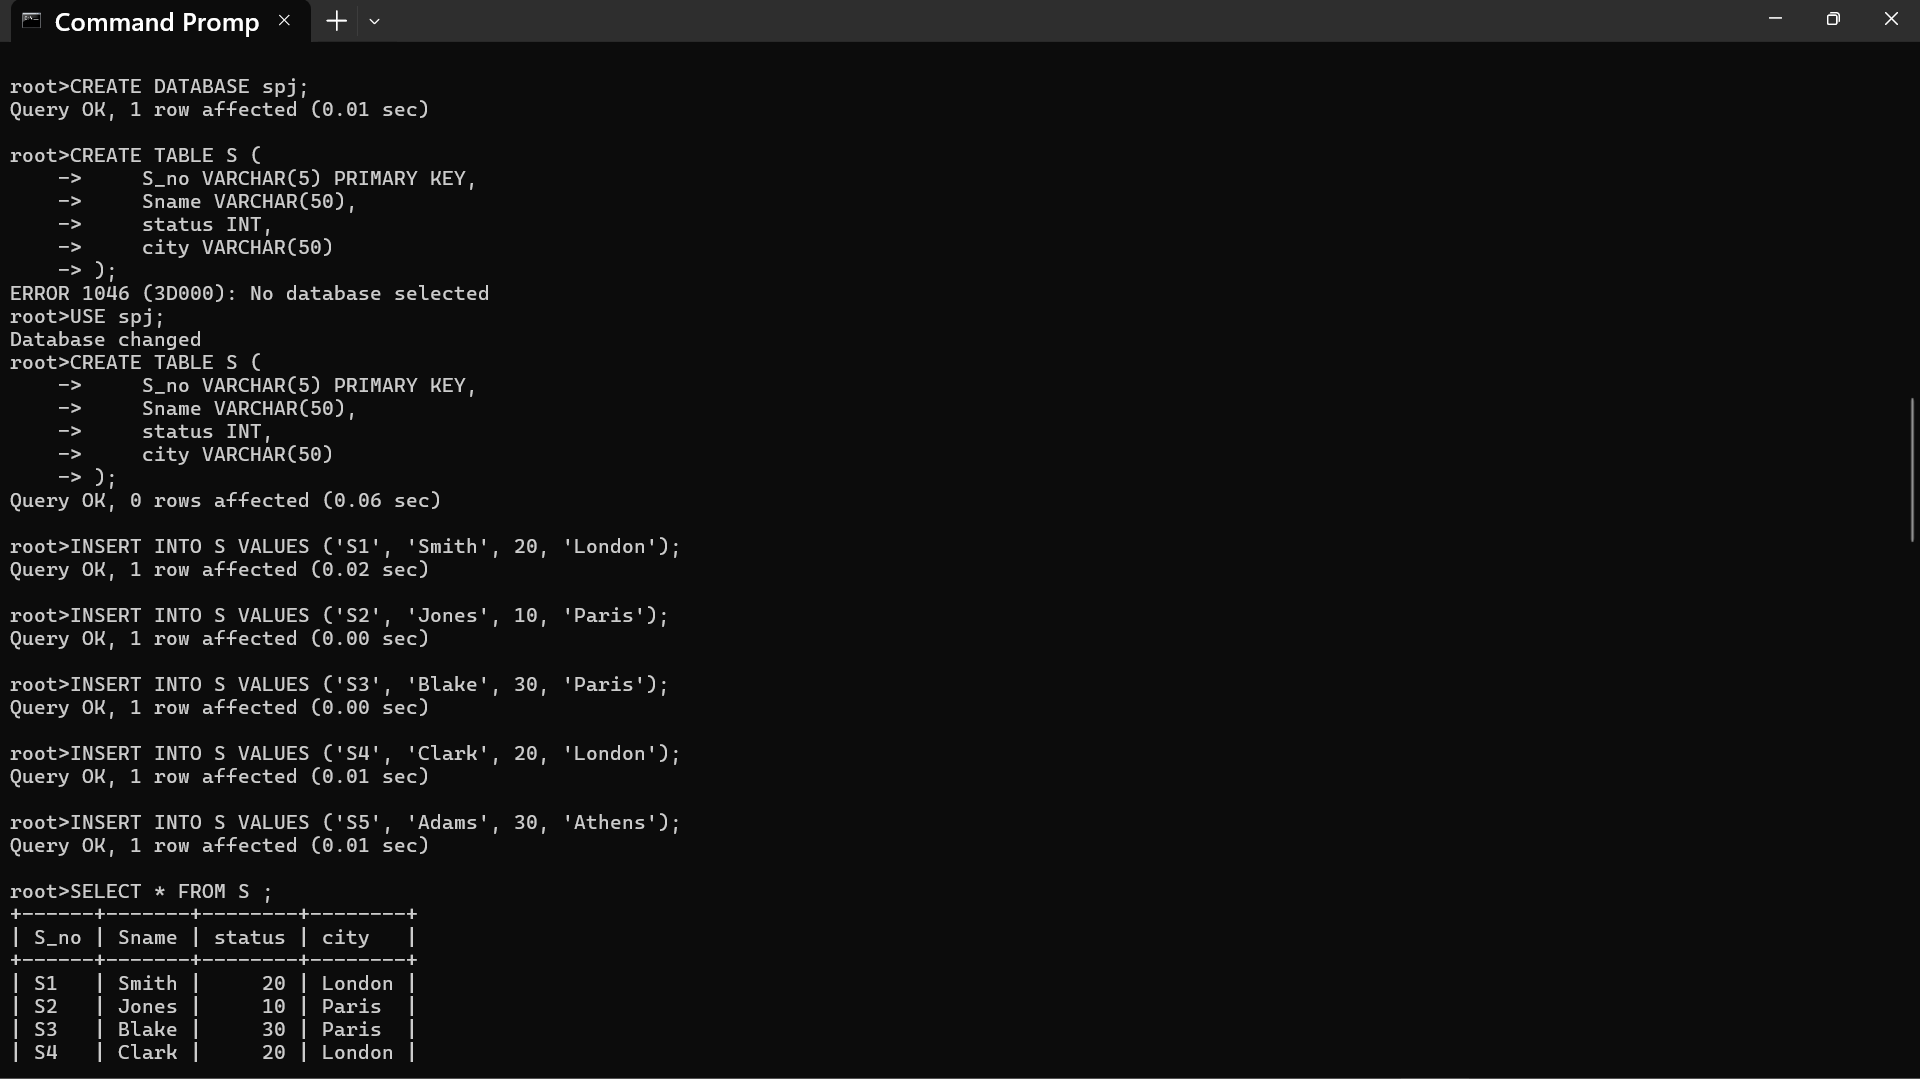 Command Promp
root>CREATE DATABASE spj;
Query OK, 1 row affected (0.01 sec)
root>CREATE TABLE S (
    ->     S_no VARCHAR(5) PRIMARY KEY,
    ->     Sname VARCHAR(50),
    ->     status INT,
    ->     city VARCHAR(50)
    -> );
ERROR 1046 (3D000): No database selected
root>USE spj;
Database changed
root>CREATE TABLE S (
    ->     S_no VARCHAR(5) PRIMARY KEY,
    ->     Sname VARCHAR(50),
    ->     status INT,
    ->     city VARCHAR(50)
    -> );
Query OK, 0 rows affected (0.06 sec)
root>INSERT INTO S VALUES ('S1', 'Smith', 20, 'London');
Query OK, 1 row affected (0.02 sec)
root>INSERT INTO S VALUES ('S2', 'Jones', 10, 'Paris');
Query OK, 1 row affected (0.00 sec)
root>INSERT INTO S VALUES ('S3', 'Blake', 30, 'Paris');
Query OK, 1 row affected (0.00 sec)
root>INSERT INTO S VALUES ('S4', 'Clark', 20, 'London');
Query OK, 1 row affected (0.01 sec)
root>INSERT INTO S VALUES ('S5', 'Adams', 30, 'Athens');
Query OK, 1 row affected (0.01 sec)
root>SELECT * FROM S ;
+------+-------+--------+--------+
| S_no | Sname | status | city   |
+------+-------+--------+--------+
| S1   | Smith |     20 | London |
| S2   | Jones |     10 | Paris  |
| S3   | Blake |     30 | Paris  |
| S4   | Clark |     20 | London |